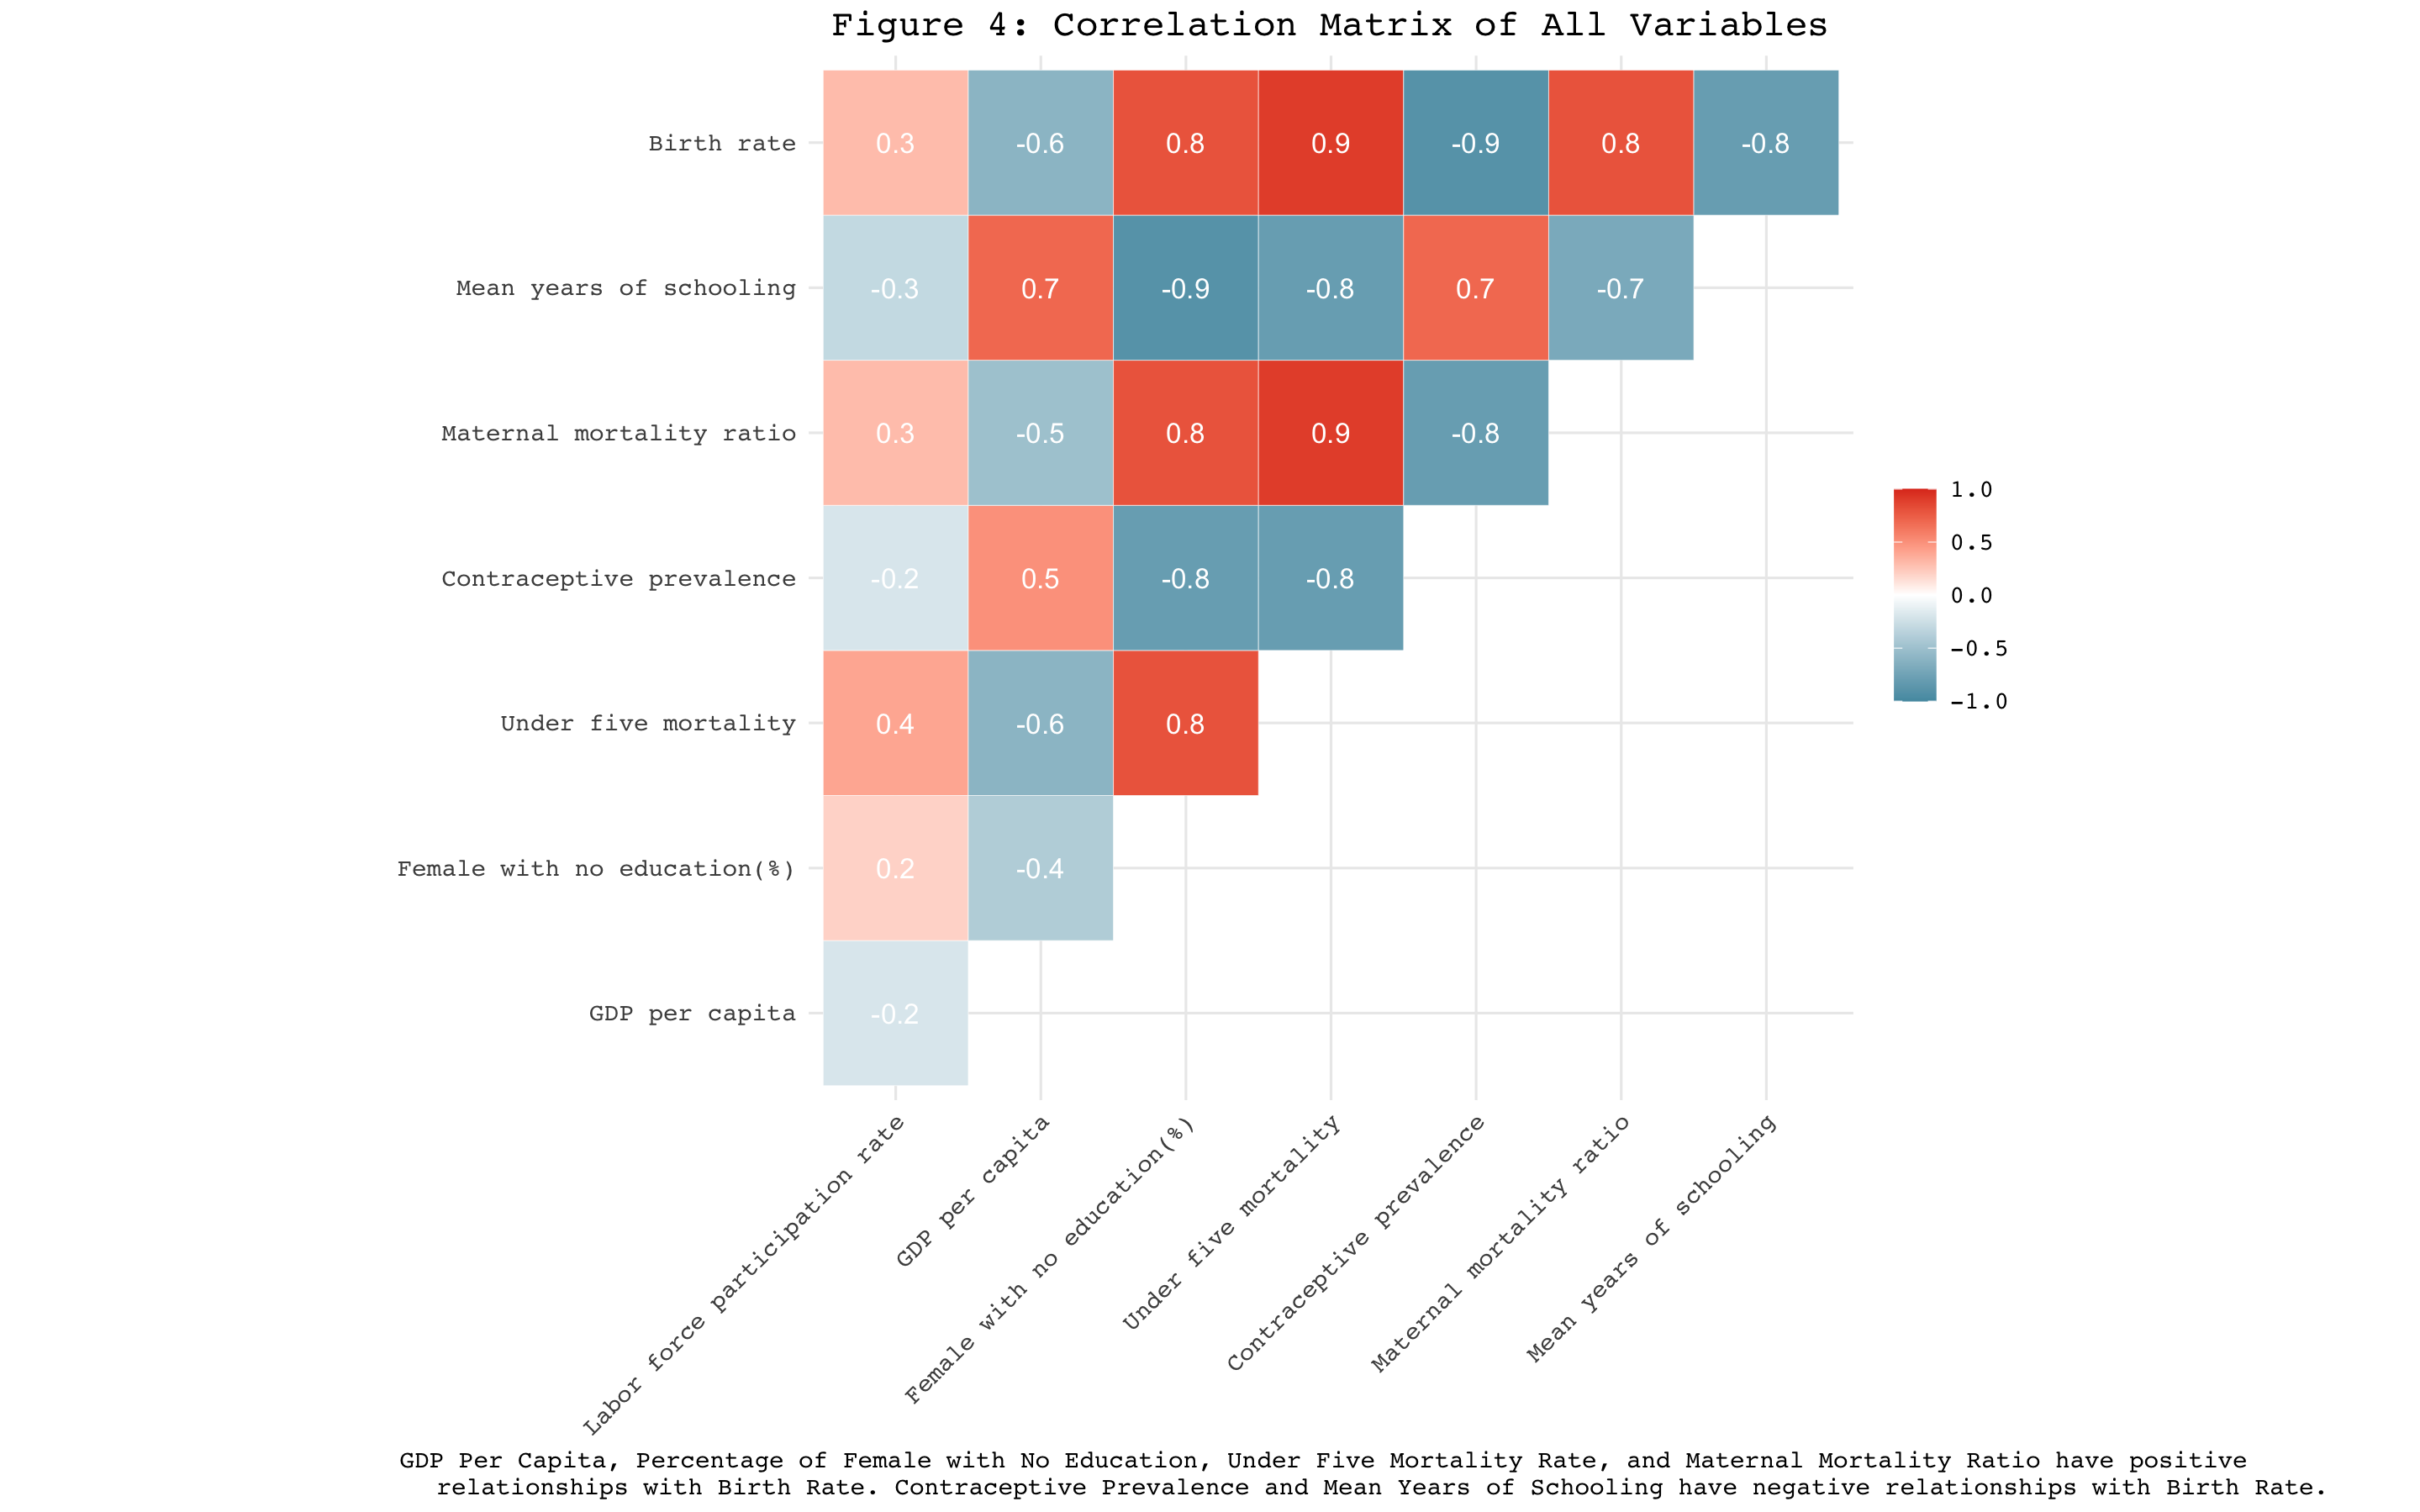 Figure 4: Correlation Matrix of All Variables
Birth rate 0.3 -0.6 0.8 0.9 -0.9 0.8 -0.8
Mean years of schooling -0.3 0.7 -0.9 -0.8 0.7 -0.7
Maternal mortality ratio 0.3 -0.5 0.8 0.9 -0.8
Contraceptive prevalence -0.2 0.5 -0.8 -0.8
Under five mortality 0.4 -0.6 0.8
Female with no education(%) 0.2 -0.4
GDP per capita -0.2
1.0
0.5
0.0
-0.5
-1.0
Labor force participation rate
GDP per capita
Female with no education(%)
Under five mortality
Contraceptive prevalence
Maternal mortality ratio
Mean years of schooling
GDP Per Capita, Percentage of Female with No Education, Under Five Mortality Rate, and Maternal Mortality Ratio have positive
relationships with Birth Rate. Contraceptive Prevalence and Mean Years of Schooling have negative relationships with Birth Rate.